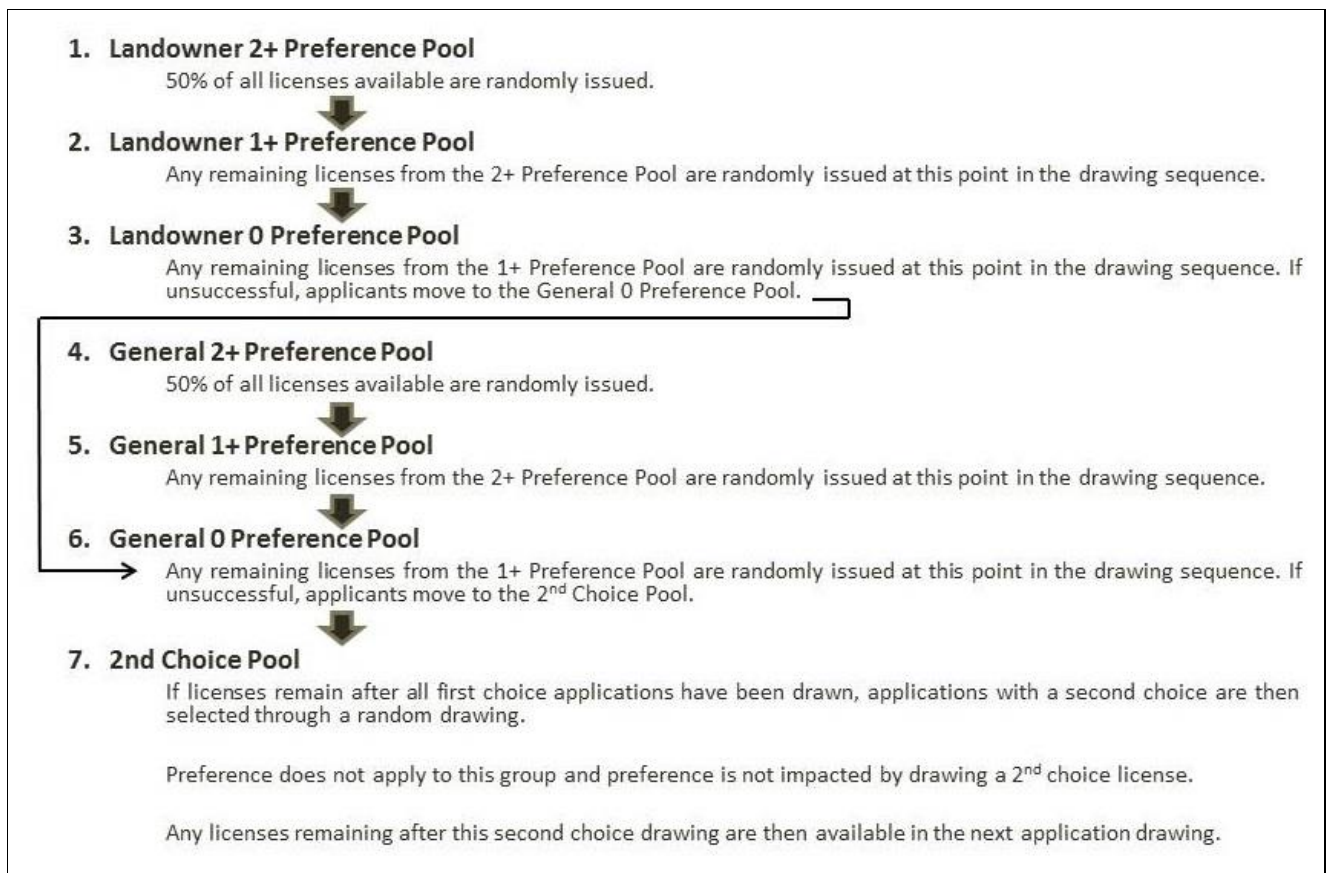 1. Landowner 2+ Preference Pool
50% of all licenses available are randomly issued.
2. Landowner 1+ Preference Pool
Any remaining licenses from the 2+ Preference Pool are randomly issued at this point in the drawing sequence.
3. Landowner 0 Preference Pool
Any remaining licenses from the 1+ Preference Pool are randomly issued at this point in the drawing sequence. If
unsuccessful, applicants move to the General 0 Preference Pool.
4. General 2+ Preference Pool
50% of all licenses available are randomly issued.
5. General 1+ Preference Pool
Any remaining licenses from the 2+ Preference Pool are randomly issued at this point in the drawing sequence.
6. General 0 Preference Pool
Any remaining licenses from the 1+ Preference Pool are randomly issued at this point in the drawing sequence. If
unsuccessful, applicants move to the 2nd Choice Pool.
7. 2nd Choice Pool
If licenses remain after all first choice applications have been drawn, applications with a second choice are then
selected through a random drawing.
Preference does not apply to this group and preference is not impacted by drawing a 2nd choice license.
Any licenses remaining after this second choice drawing are then available in the next application drawing.